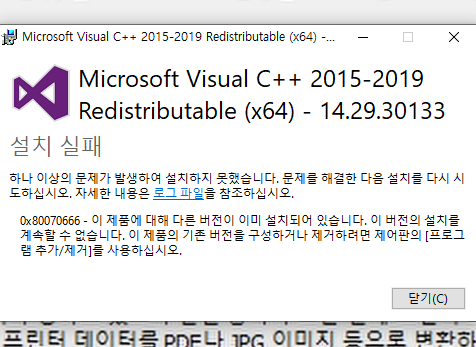 Microsoft Visual C++ 2015-2019 Redistributable (x64) -...
Microsoft Visual C++ 2015-2019
Redistributable (x64) - 14.29.30133
설치 실패
하나 이상의 문제가 발생하여 설치하지 못했습니다. 문제를 해결한 다음 설치를 다시 시
도하십시오. 자세한 내용은 로그 파일을 참조하십시오.
0x80070666 - 이 제품에 대해 다른 버전이 이미 설치되어 있습니다. 이 버전의 설치를
계속할 수 없습니다. 이 제품의 기존 버전을 구성하거나 제거하려면 제어판의 [프로그
램 추가/제거]를 사용하십시오.
닫기(C)
프린터 데이터를 PDF나 JPG 이미지 등으로 변환하